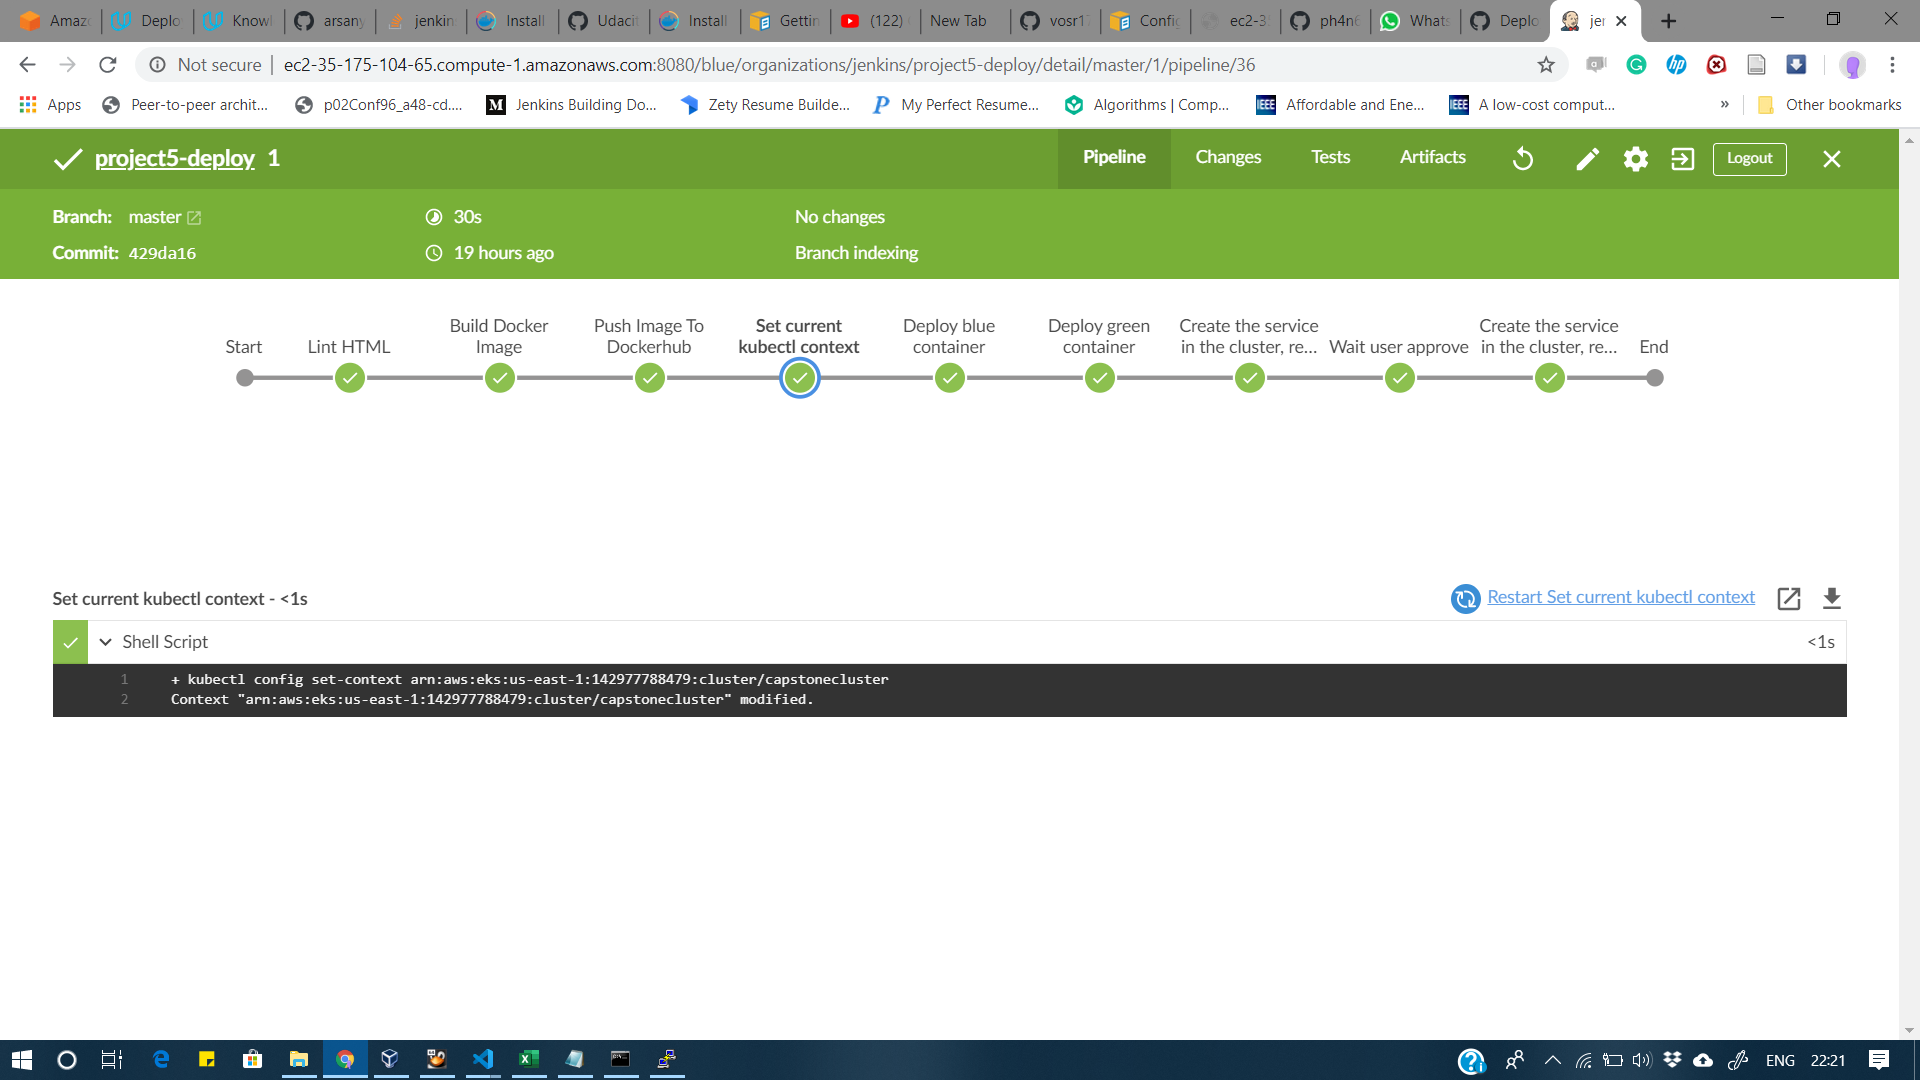 Amazo
Deplo
Knowl
arsany
jenkin
Install
Udacit
Install
Gettin
(122)
New Tab
vosr17
Config
ec2-35
ph4n6
Whats
Deplo
jen
Not secure | ec2-35-175-104-65.compute-1.amazonaws.com:8080/blue/organizations/jenkins/project5-deploy/detail/master/1/pipeline/36
Apps
Peer-to-peer archit...
p02Conf96_a48-cd....
Jenkins Building Do...
Zety Resume Builde...
My Perfect Resume...
Algorithms | Comp...
Affordable and Ene...
A low-cost comput...
»
Other bookmarks
project5-deploy 1
Pipeline
Changes
Tests
Artifacts
Logout
Branch: master
30s
No changes
Commit: 429da16
19 hours ago
Branch indexing
Start
Lint HTML
Build Docker
Image
Push Image To
Dockerhub
Set current
kubectl context
Deploy blue
container
Deploy green
container
Create the service
in the cluster, re...
Wait user approve
Create the service
in the cluster, re...
End
Set current kubectl context - <1s
Restart Set current kubectl context
Shell Script
<1s
1 + kubectl config set-context arn:aws:eks:us-east-1:142977788479:cluster/capstonecluster
2 Context "arn:aws:eks:us-east-1:142977788479:cluster/capstonecluster" modified.
ENG
22:21